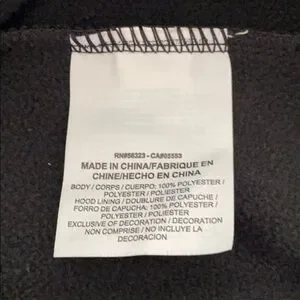 RN#56323 - CA#05553
MADE IN CHINA/FABRIQUE EN
CHINE/HECHO EN CHINA
BODY / CORPS / CUERPO: 100% POLYESTER /
POLYESTER / POLIESTER
HOOD LINING / DOUBLURE DE CAPUCHE /
FORRO DE CAPUCHA: 100% POLYESTER
/ POLYESTER / POLIESTER
EXCLUSIVE OF DECORATION / DECORATION
NON COMPRISE / NO INCLUYE LA
DECORACION